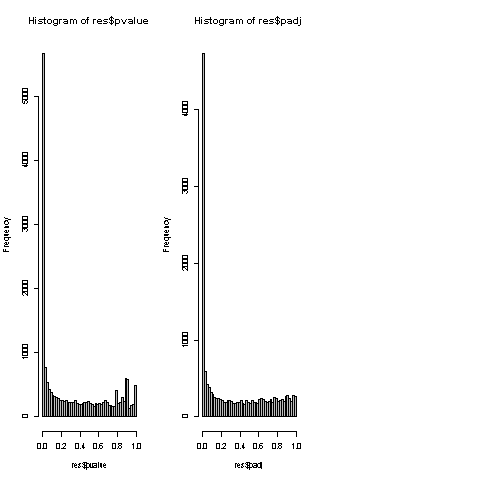 Histogram of res$pvalue
Histogram of res$padj
Frequency
5000
4000
3000
2000
1000
0
0.0 0.2 0.4 0.6 0.8 1.0
res$pvalue
Frequency
4000
3000
2000
1000
0
0.0 0.2 0.4 0.6 0.8 1.0
res$padj